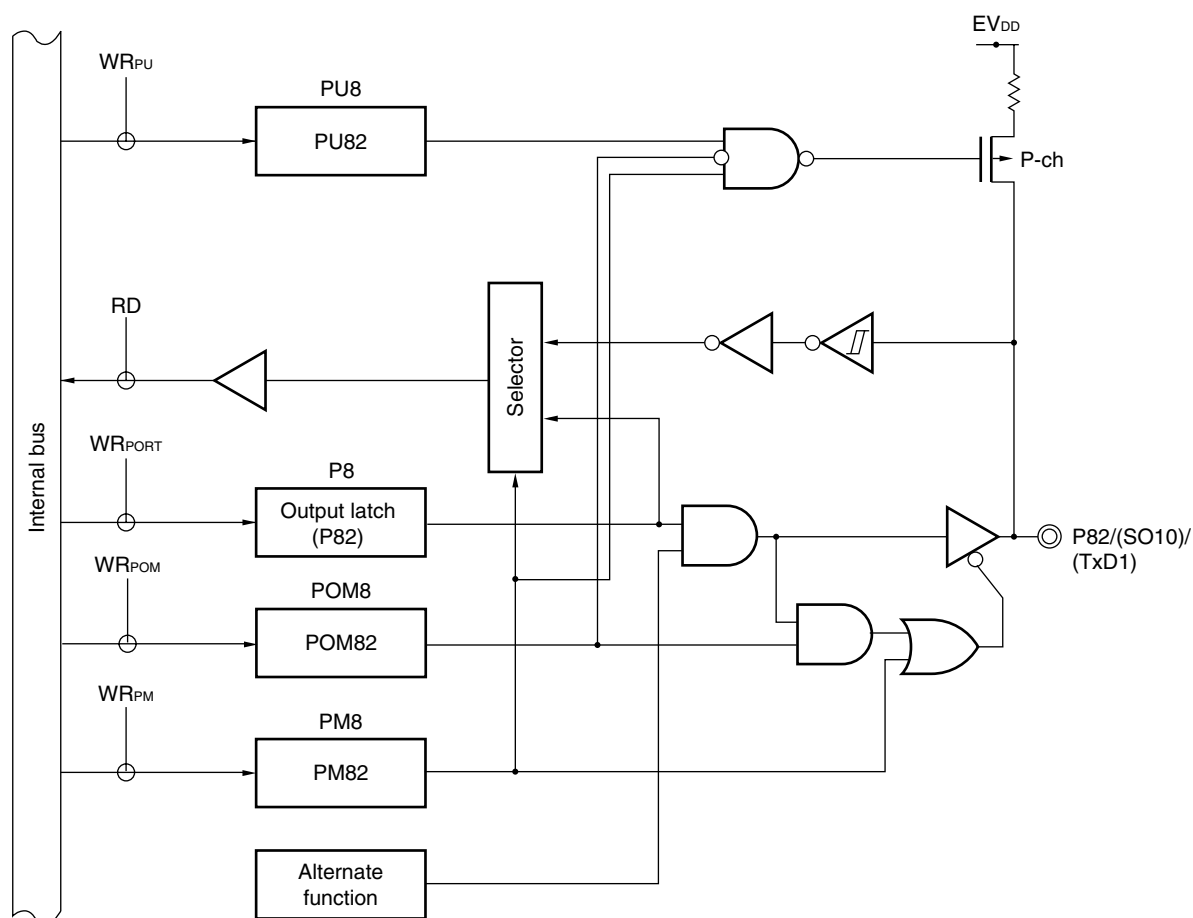 EVDD
WRPU
PU8
PU82
P-ch
RD
Selector
Internal bus
WRPORT
P8
Output latch
(P82)
P82/(SO10)/
(TxD1)
WRPOM
POM8
POM82
WRPM
PM8
PM82
Alternate
function